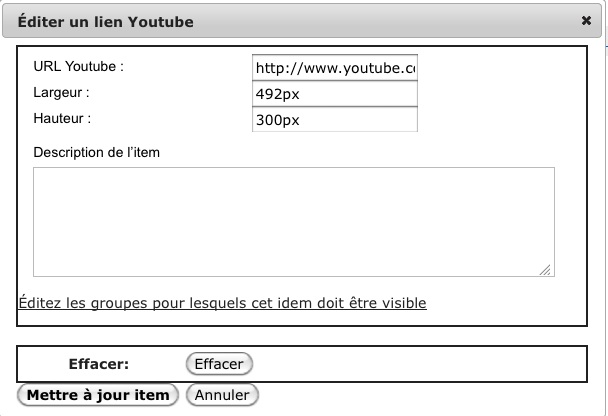 Éditer un lien Youtube
URL Youtube : http://www.youtube.c
Largeur : 492px
Hauteur : 300px
Description de l'item
Éditez les groupes pour lesquels cet idem doit être visible
Effacer: Effacer
Mettre à jour item Annuler